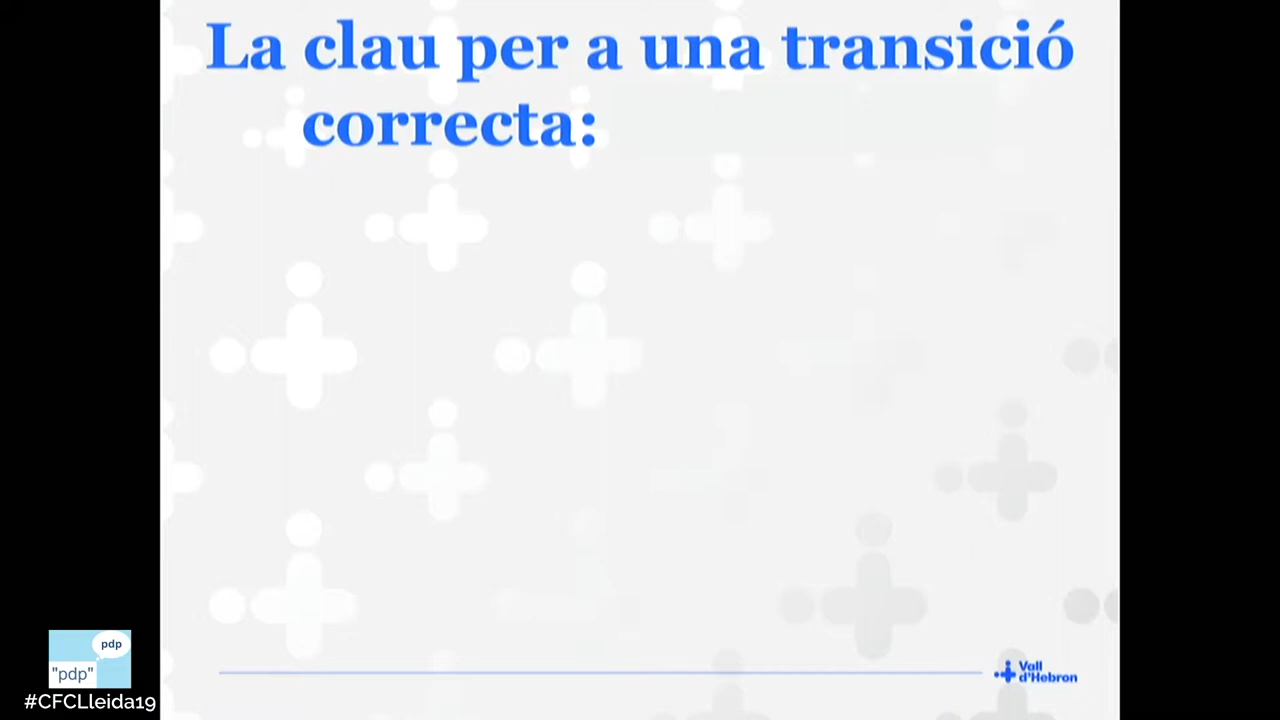 La clau per a una transició
correcta:
pdp
"pdp"
#CFCLleida19
Vall
d'Hebron